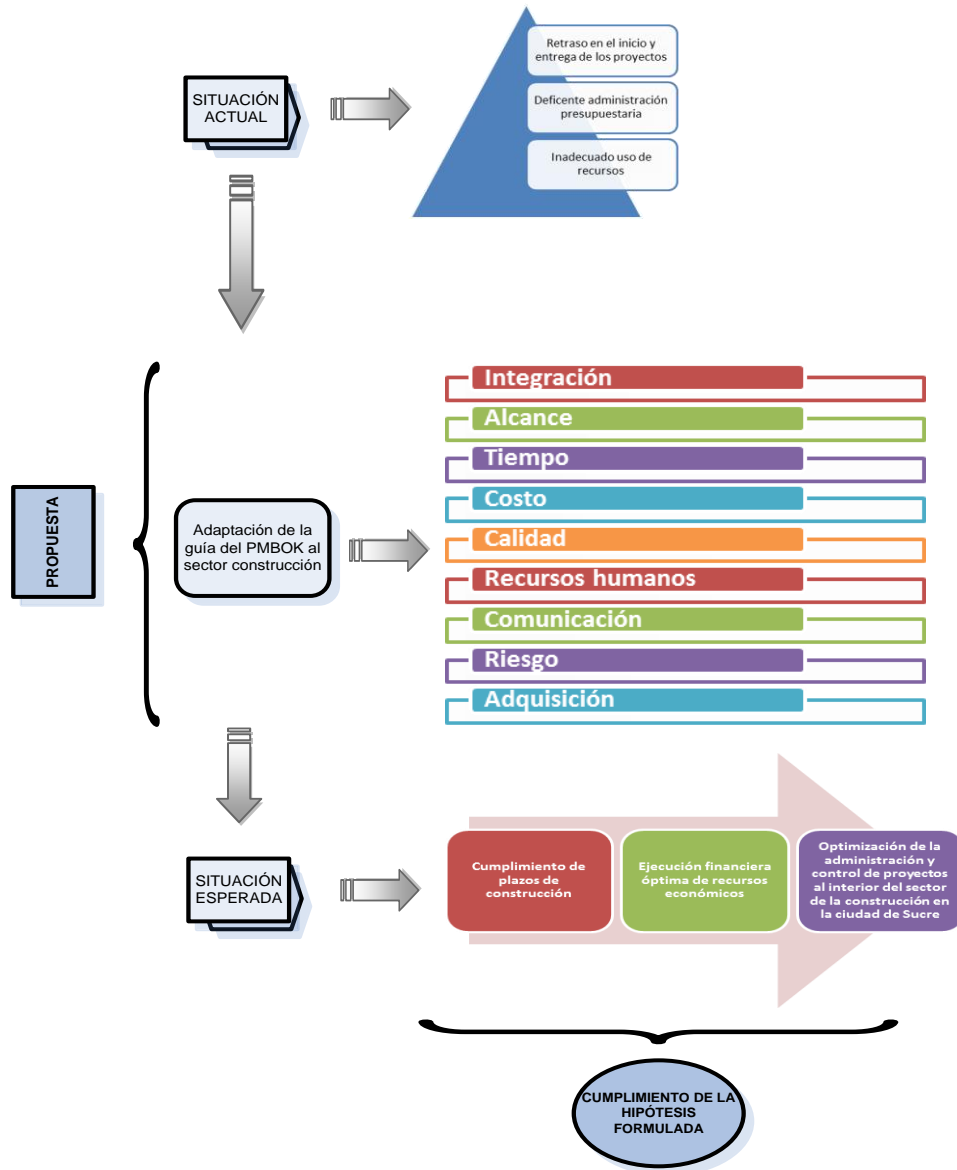 SITUACIÓN
ACTUAL
Retraso en el inicio y
entrega de los proyectos
Deficente administración
presupuestaria
Inadecuado uso de
recursos
PROPUESTA
Adaptación de la
guía del PMBOK al
sector construcción
Integración
Alcance
Tiempo
Costo
Calidad
Recursos humanos
Comunicación
Riesgo
Adquisición
SITUACIÓN
ESPERADA
Cumplimiento de
plazos de
construcción
Ejecución financiera
óptima de recursos
económicos
Optimización de la
administración y
control de proyectos
al interior del sector
de la construcción en
la ciudad de Sucre
CUMPLIMIENTO DE LA
HIPÓTESIS
FORMULADA